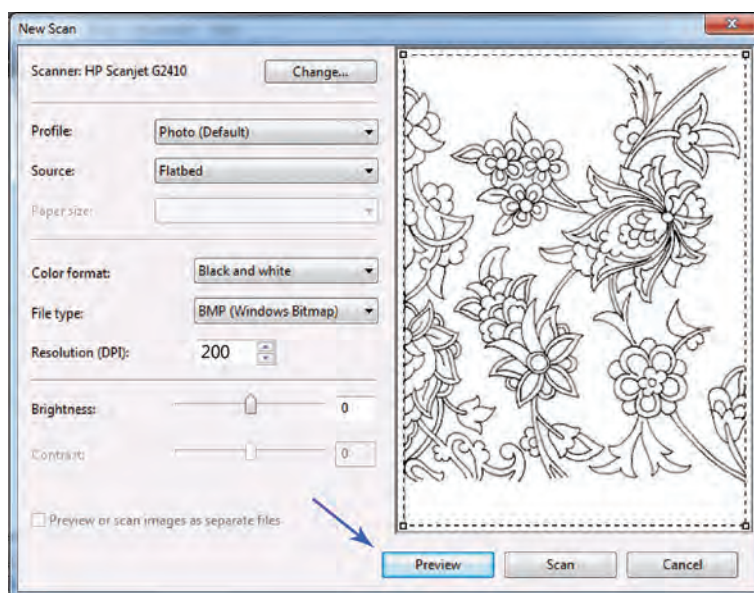 New Scan
Scanner: HP Scanjet G2410
Change...
Profile:
Photo (Default)
Source:
Flatbed
Paper size:
Color format:
Black and white
File type:
BMP (Windows Bitmap)
Resolution (DPI):
200
Brightness:
0
Contrast:
0
Preview or scan images as separate files
Preview
Scan
Cancel